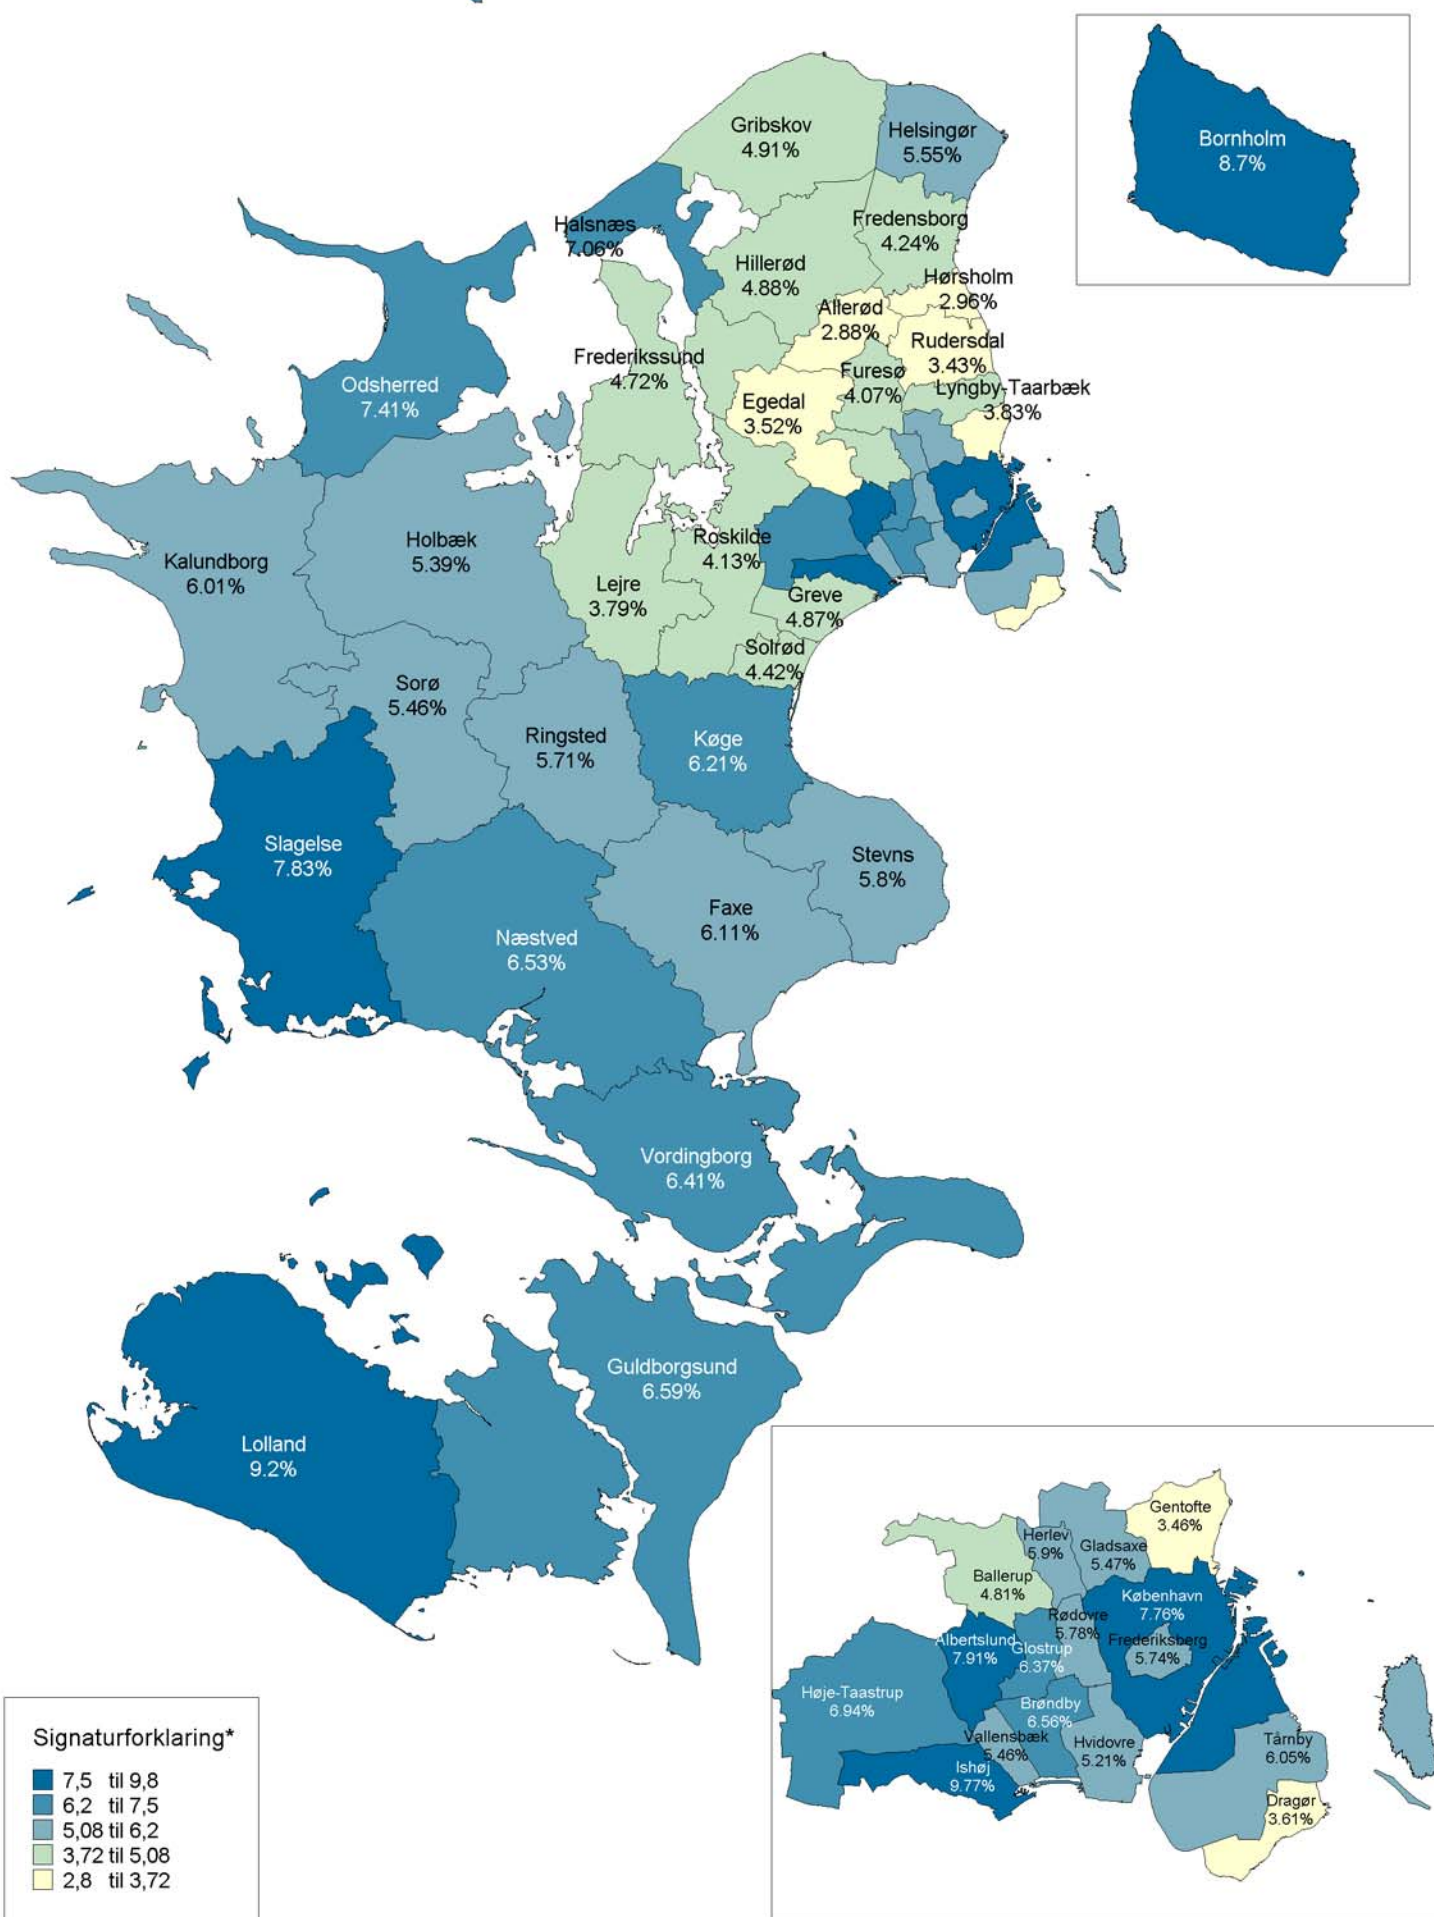 Gribskov
4.91%
Helsingør
5.55%
Bornholm
8.7%
Halsnæs
7.06%
Fredensborg
4.24%
Hillerød
4.88%
Hørsholm
2.96%
Allerød
2.88%
Rudersdal
3.43%
Frederikssund
4.72%
Furesø
4.07%
Lyngby-Taarbæk
3.83%
Odsherred
7.41%
Egedal
3.52%
Kalundborg
6.01%
Holbæk
5.39%
Roskilde
4.13%
Lejre
3.79%
Greve
4.87%
Solrød
4.42%
Sorø
5.46%
Ringsted
5.71%
Køge
6.21%
Slagelse
7.83%
Stevns
5.8%
Faxe
6.11%
Næstved
6.53%
Vordingborg
6.41%
Guldborgsund
6.59%
Lolland
9.2%
Gentofte
3.46%
Herlev
5.9%
Gladsaxe
5.47%
Ballerup
4.81%
København
7.76%
Rødovre
5.78%
Frederiksberg
5.74%
Albertslund
7.91%
Glostrup
6.37%
Høje-Taastrup
6.94%
Brøndby
6.56%
Vallensbæk
5.46%
Hvidovre
5.21%
Tårnby
6.05%
Ishøj
9.77%
Dragør
3.61%
Signaturforklaring*
7,5 til 9,8
6,2 til 7,5
5,08 til 6,2
3,72 til 5,08
2,8 til 3,72